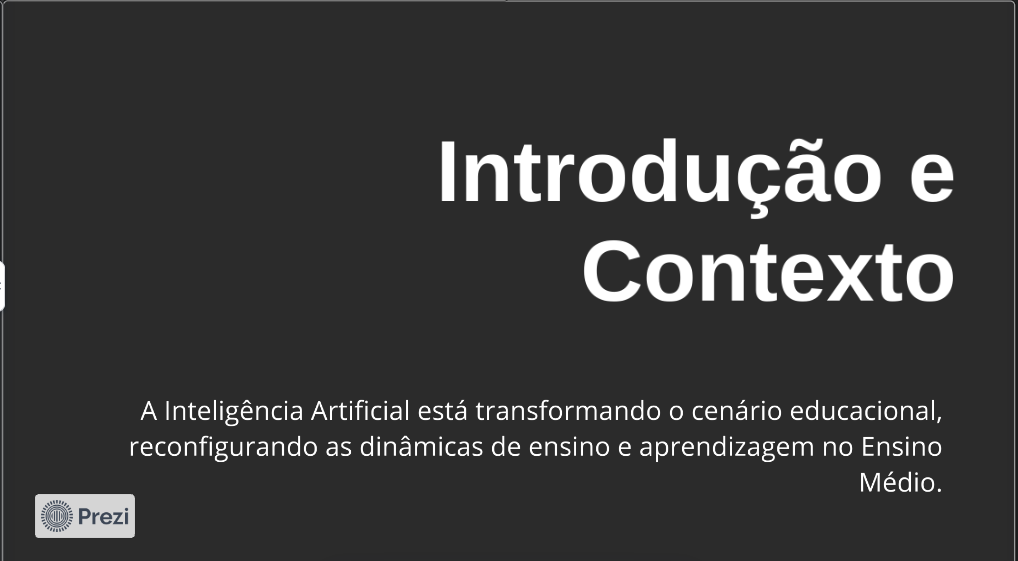 Introdução e
Contexto
A Inteligência Artificial está transformando o cenário educacional,
reconfigurando as dinâmicas de ensino e aprendizagem no Ensino
Médio.
Prezi